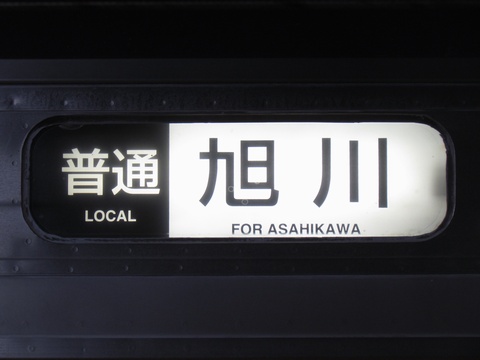 普通
LOCAL
旭川
FOR ASAHIKAWA